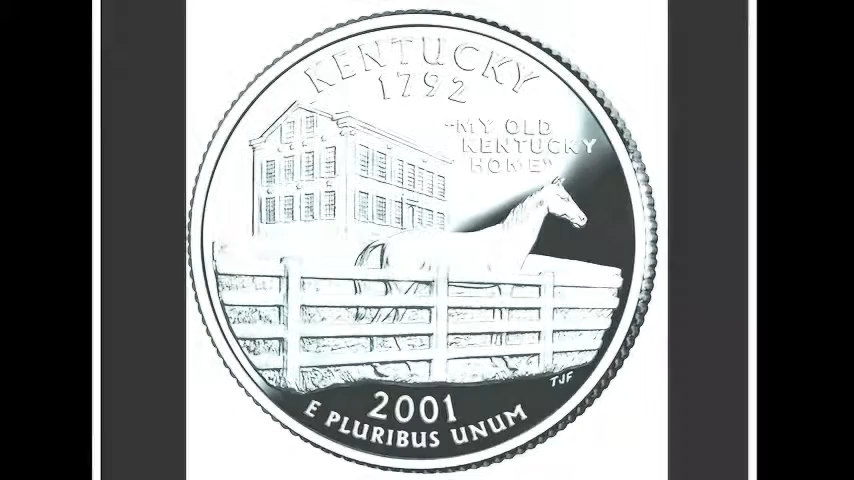 KENTUCKY
1792
"MY OLD
KENTUCKY
HOME"
TJF
2001
E PLURIBUS UNUM